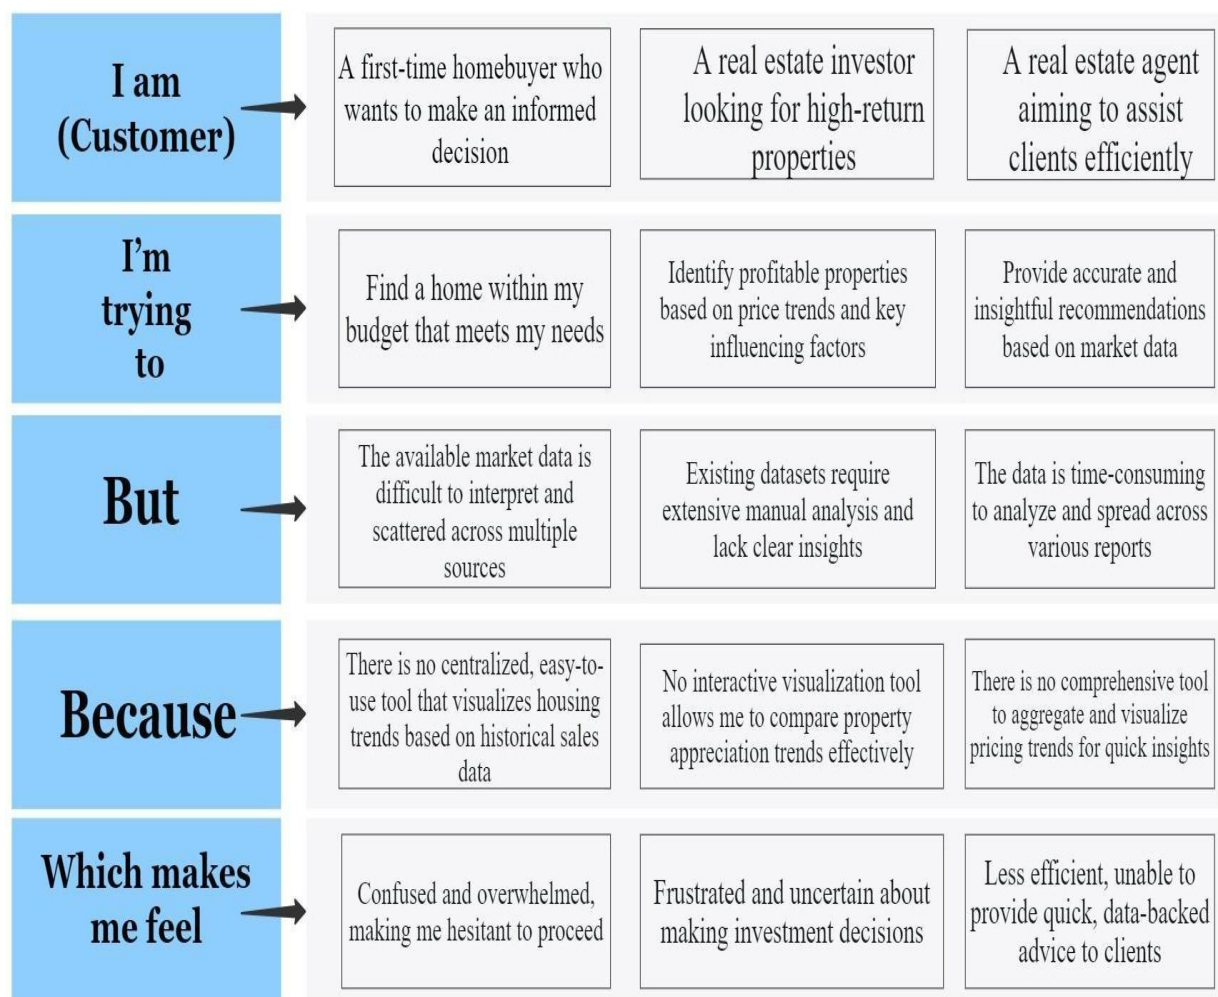 I am
(Customer)
A first-time homebuyer who
wants to make an informed
decision
A real estate investor
looking for high-return
properties
A real estate agent
aiming to assist
clients efficiently
I’m
trying
to
Find a home within my
budget that meets my needs
Identify profitable properties
based on price trends and key
influencing factors
Provide accurate and
insightful recommendations
based on market data
But
The available market data is
difficult to interpret and
scattered across multiple
sources
Existing datasets require
extensive manual analysis and
lack clear insights
The data is time-consuming
to analyze and spread across
various reports
Because
There is no centralized, easy-to-
use tool that visualizes housing
trends based on historical sales
data
No interactive visualization tool
allows me to compare property
appreciation trends effectively
There is no comprehensive tool
to aggregate and visualize
pricing trends for quick insights
Which makes
me feel
Confused and overwhelmed,
making me hesitant to proceed
Frustrated and uncertain about
making investment decisions
Less efficient, unable to
provide quick, data-backed
advice to clients